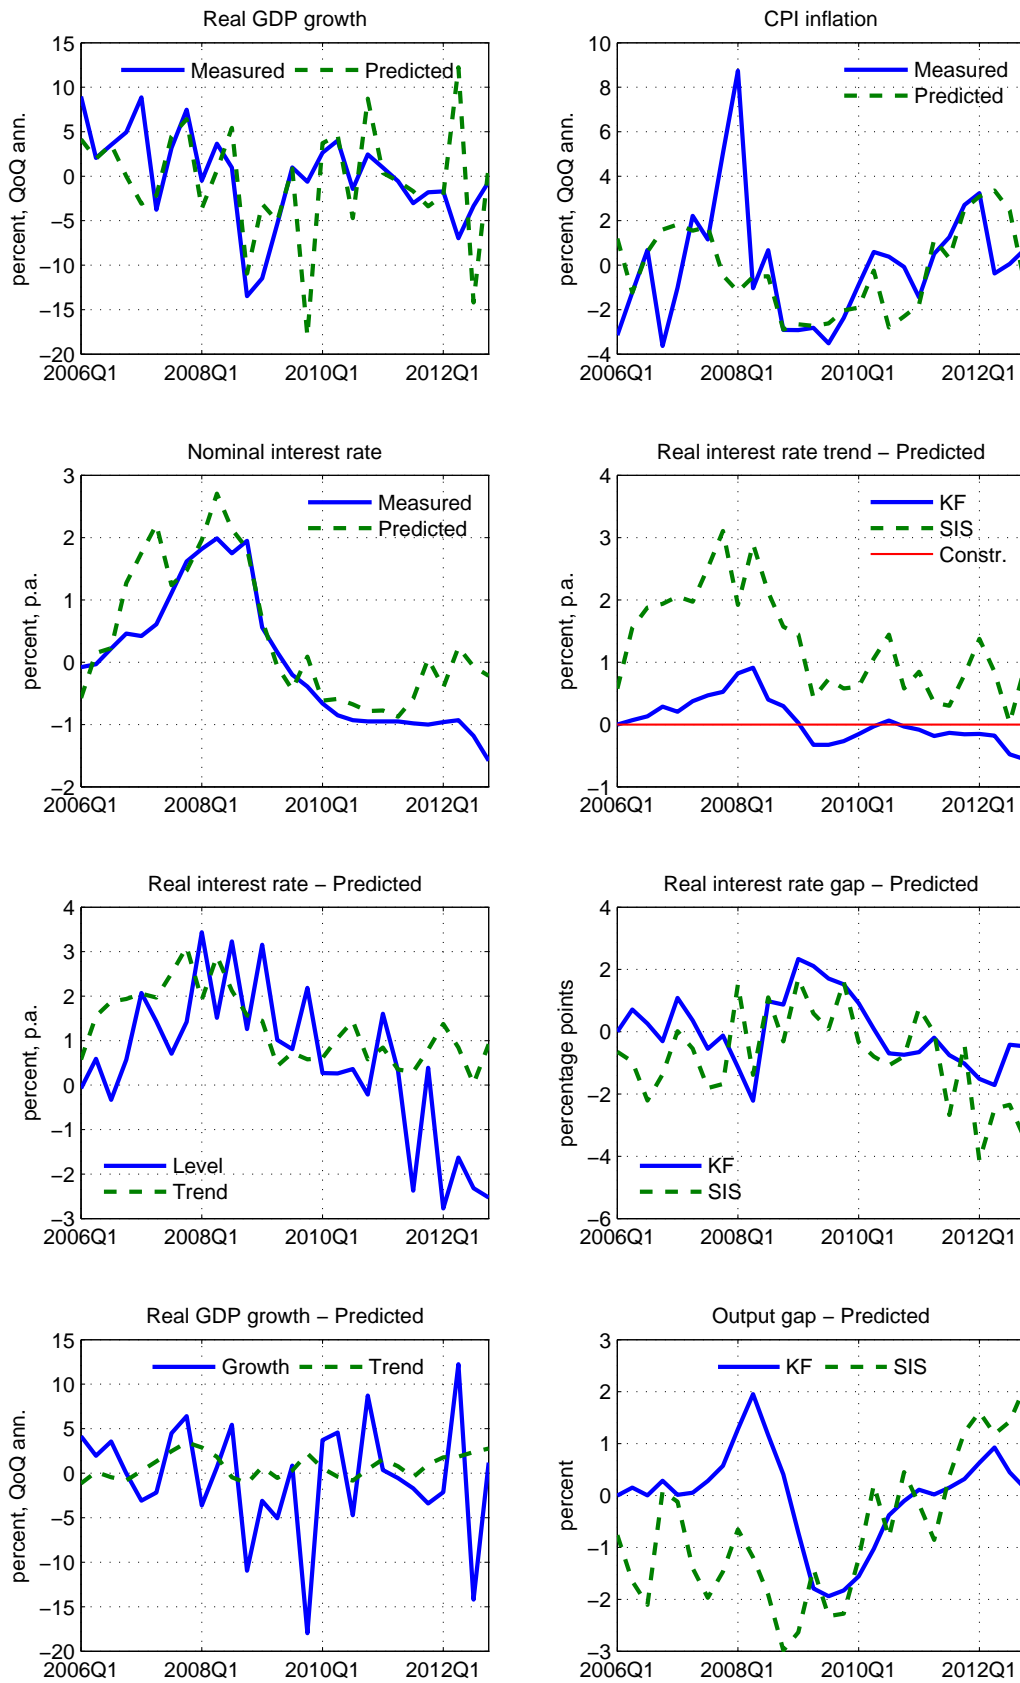 Real GDP growth
Measured
Predicted
percent, QoQ ann.
15
10
5
0
−5
−10
−15
−20
2006Q1
2008Q1
2010Q1
2012Q1
CPI inflation
Measured
Predicted
percent, QoQ ann.
10
8
6
4
2
0
−2
−4
2006Q1
2008Q1
2010Q1
2012Q1
Nominal interest rate
Measured
Predicted
percent, p.a.
3
2
1
0
−1
−2
2006Q1
2008Q1
2010Q1
2012Q1
Real interest rate trend − Predicted
KF
SIS
Constr.
percent, p.a.
4
3
2
1
0
−1
2006Q1
2008Q1
2010Q1
2012Q1
Real interest rate − Predicted
percent, p.a.
4
3
2
1
0
−1
−2
−3
Level
Trend
2006Q1
2008Q1
2010Q1
2012Q1
Real interest rate gap − Predicted
percentage points
4
2
0
−2
−4
−6
KF
SIS
2006Q1
2008Q1
2010Q1
2012Q1
Real GDP growth − Predicted
Growth
Trend
percent, QoQ ann.
15
10
5
0
−5
−10
−15
−20
2006Q1
2008Q1
2010Q1
2012Q1
Output gap − Predicted
KF
SIS
percent
3
2
1
0
−1
−2
−3
2006Q1
2008Q1
2010Q1
2012Q1